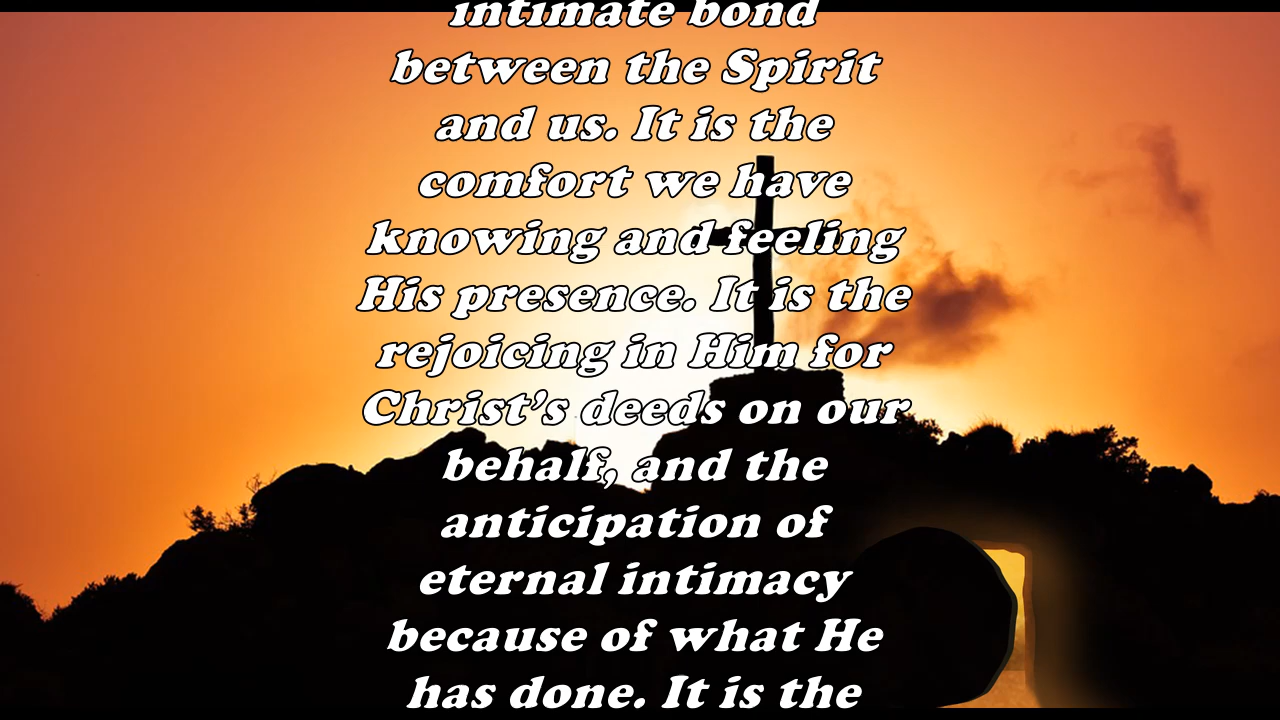 intimate bond
between the Spirit
and us. It is the
comfort we have
knowing and feeling
His presence. It is the
rejoicing in Him for
Christ’s deeds on our
behalf, and the
anticipation of
eternal intimacy
because of what He
has done. It is the